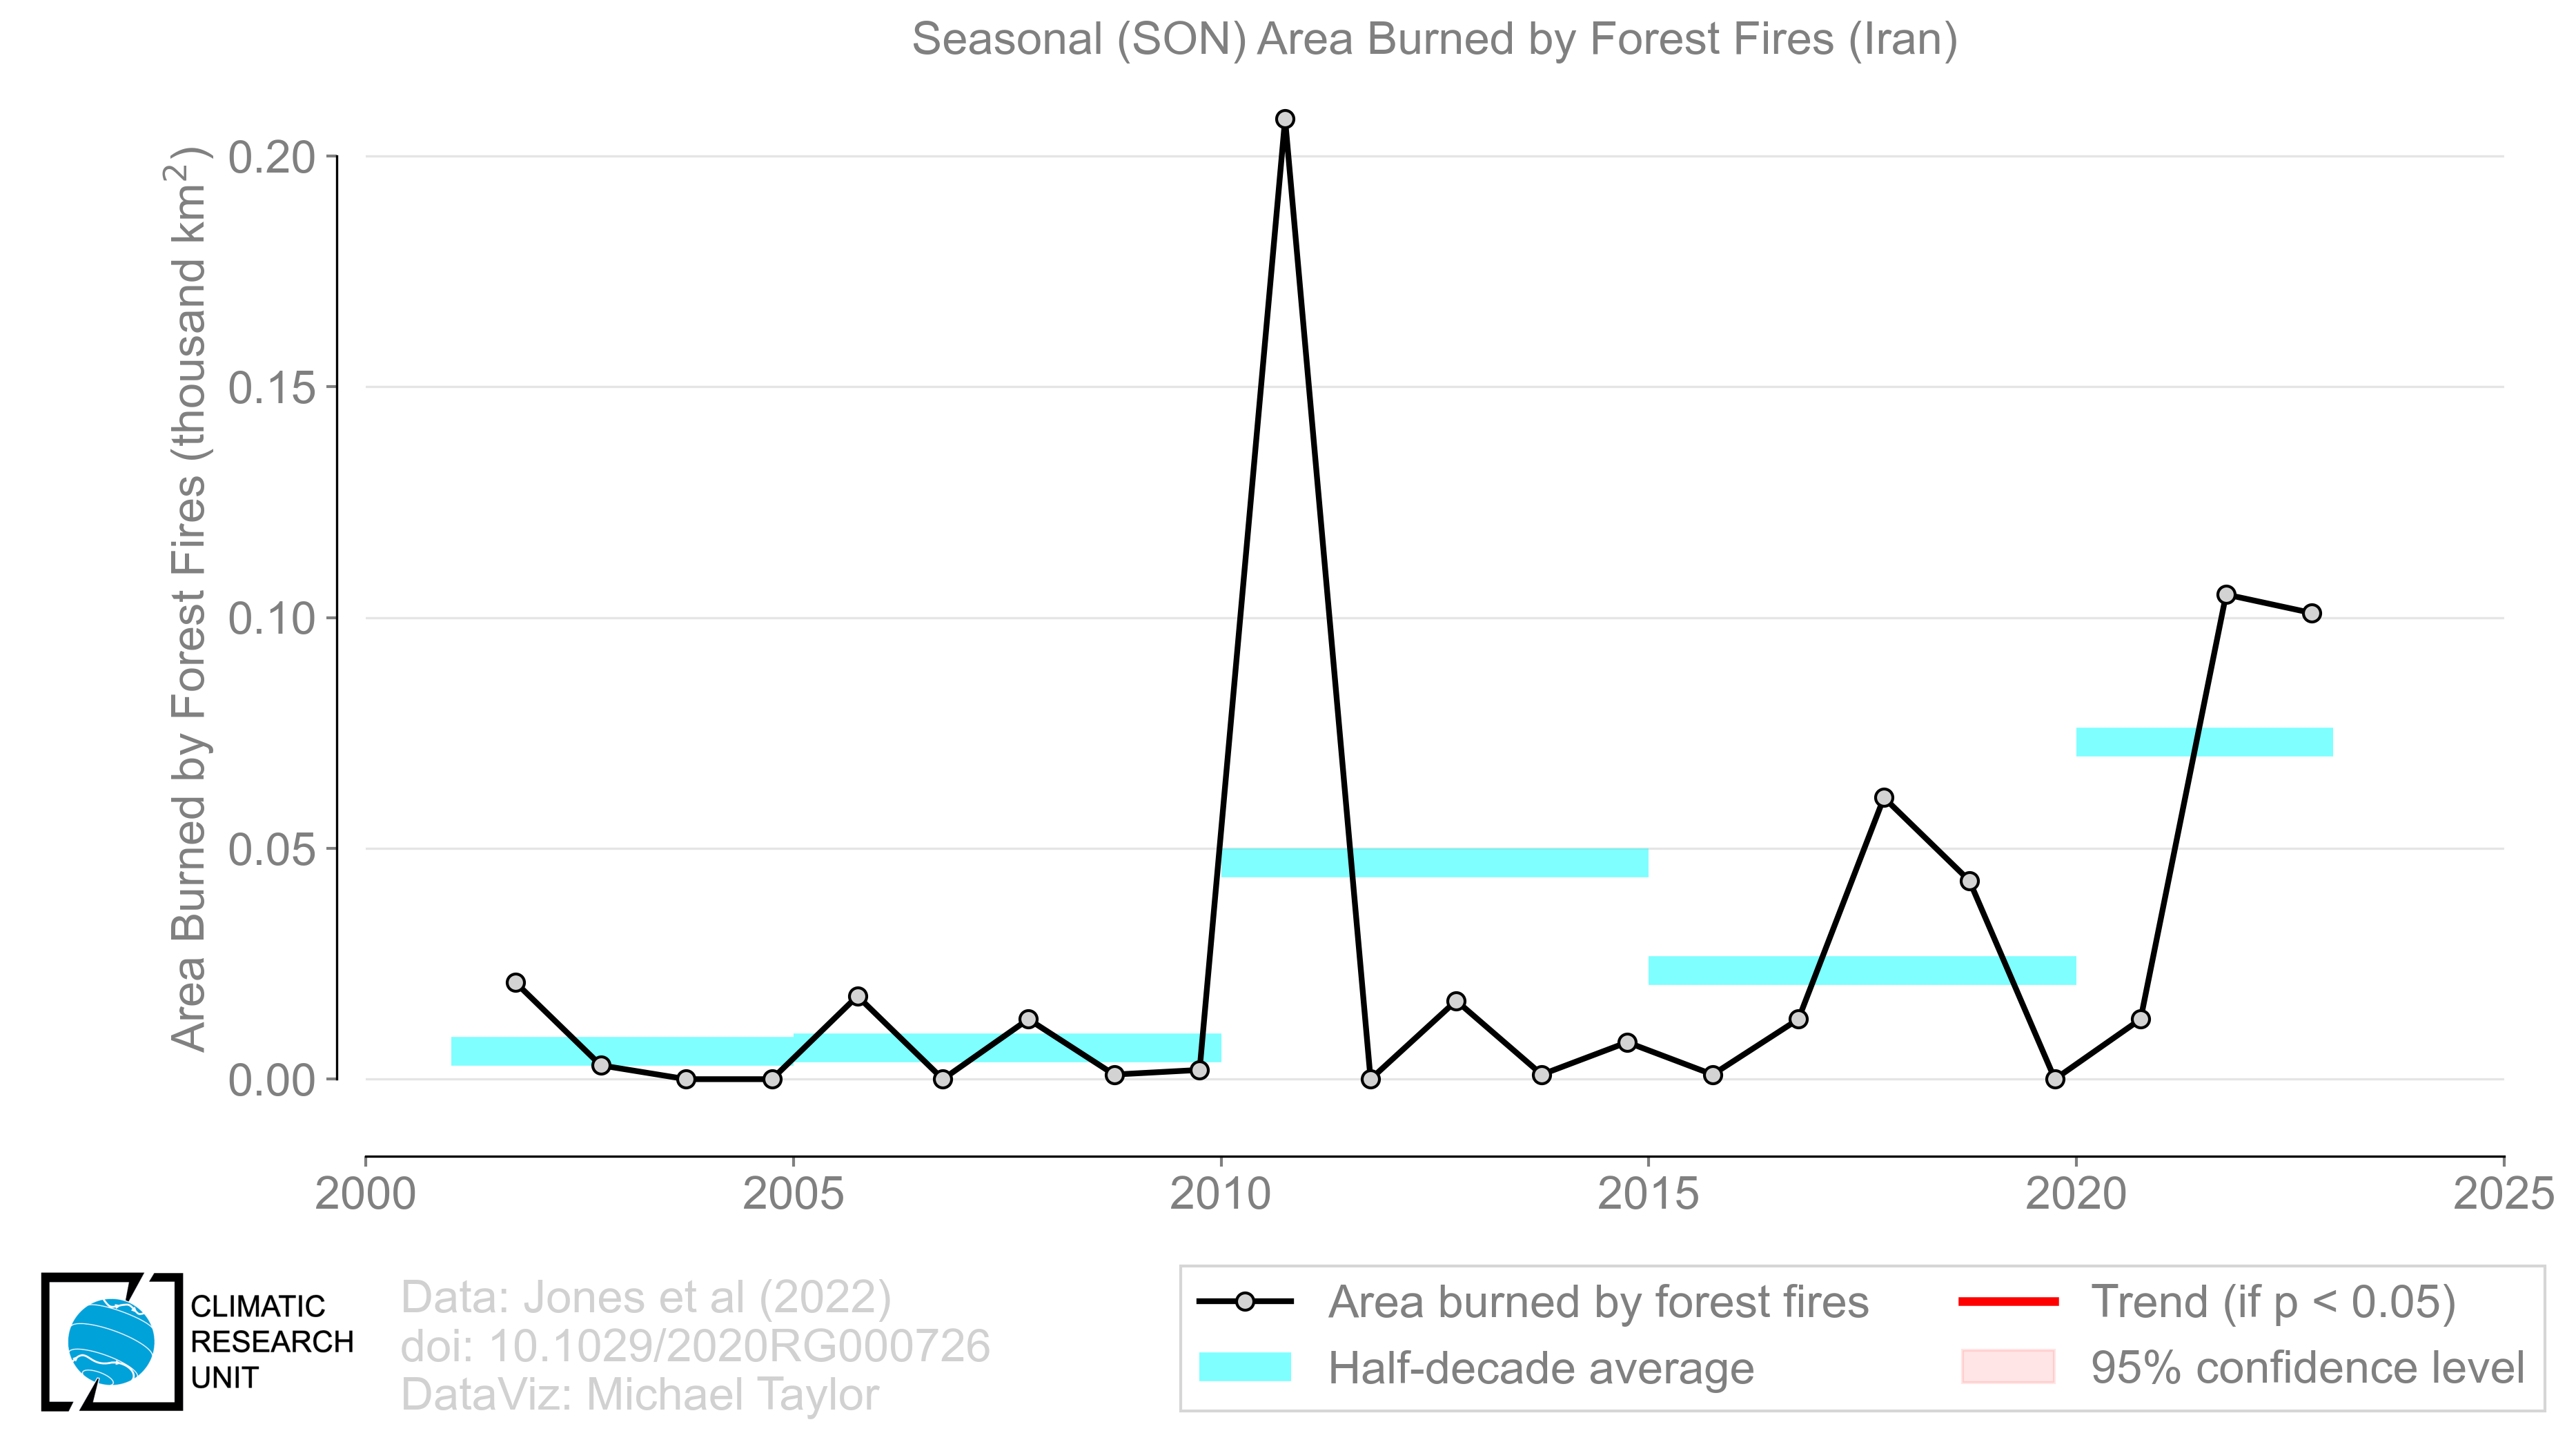 Seasonal (SON) Area Burned by Forest Fires (Iran)
Area Burned by Forest Fires (thousand km²)
0.20
0.15
0.10
0.05
0.00
2000 2005 2010 2015 2020 2025
CLIMATIC
RESEARCH
UNIT
Data: Jones et al (2022)
doi: 10.1029/2020RG000726
DataViz: Michael Taylor
Area burned by forest fires
Half-decade average
Trend (if p < 0.05)
95% confidence level